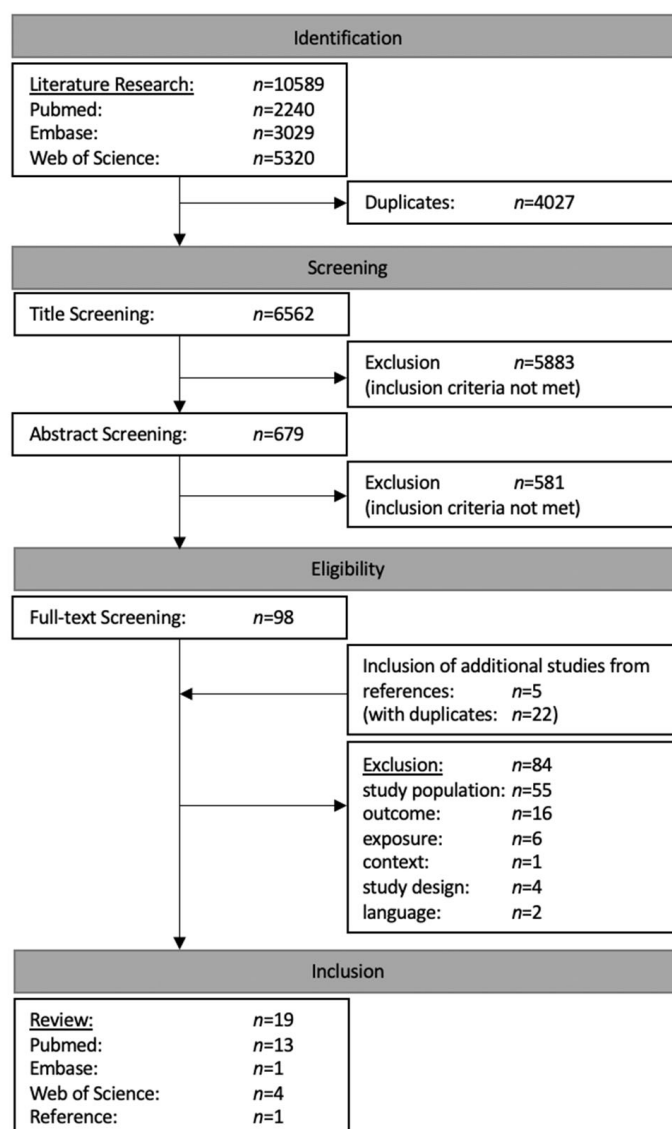 Identification
Literature Research: n=10589
Pubmed: n=2240
Embase: n=3029
Web of Science: n=5320
Duplicates: n=4027
Screening
Title Screening: n=6562
Exclusion n=5883
(inclusion criteria not met)
Abstract Screening: n=679
Exclusion n=581
(inclusion criteria not met)
Eligibility
Full-text Screening: n=98
Inclusion of additional studies from
references: n=5
(with duplicates: n=22)
Exclusion: n=84
study population: n=55
outcome: n=16
exposure: n=6
context: n=1
study design: n=4
language: n=2
Inclusion
Review: n=19
Pubmed: n=13
Embase: n=1
Web of Science: n=4
Reference: n=1